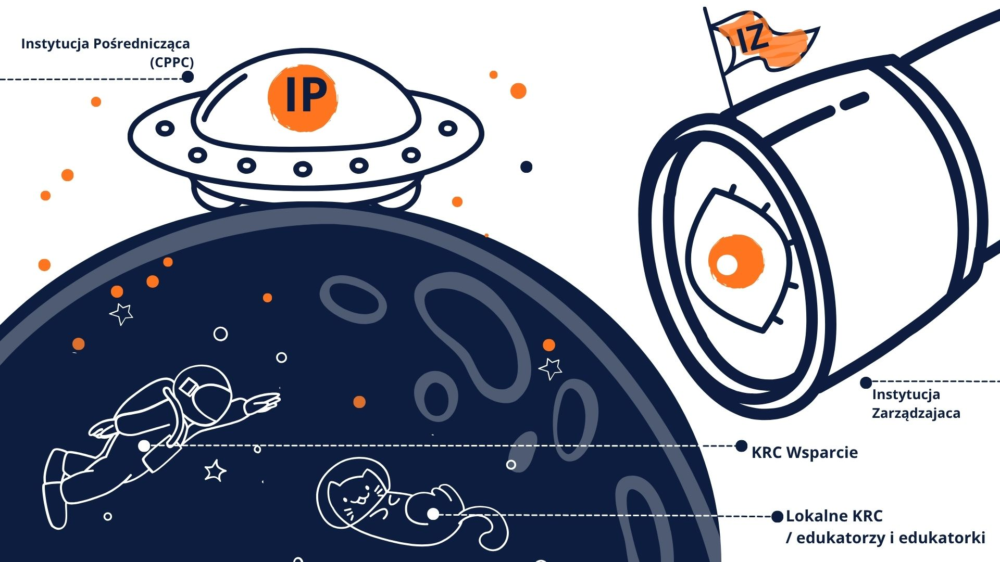 Instytucja Pośrednicząca
(CPPC)
IP
IZ
Instytucja
Zarządzajaca
KRC Wsparcie
Lokalne KRC
/ edukatorzy i edukatorki